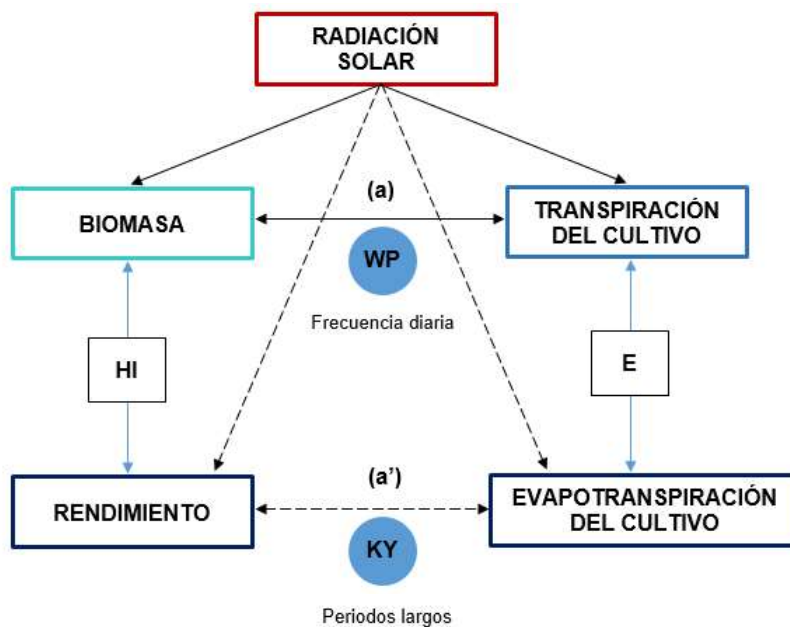 RADIACIÓN
SOLAR
(a)
BIOMASA
TRANSPIRACIÓN
DEL CULTIVO
WP
Frecuencia diaria
HI
E
(a')
RENDIMIENTO
EVAPOTRANSPIRACIÓN
DEL CULTIVO
KY
Periodos largos